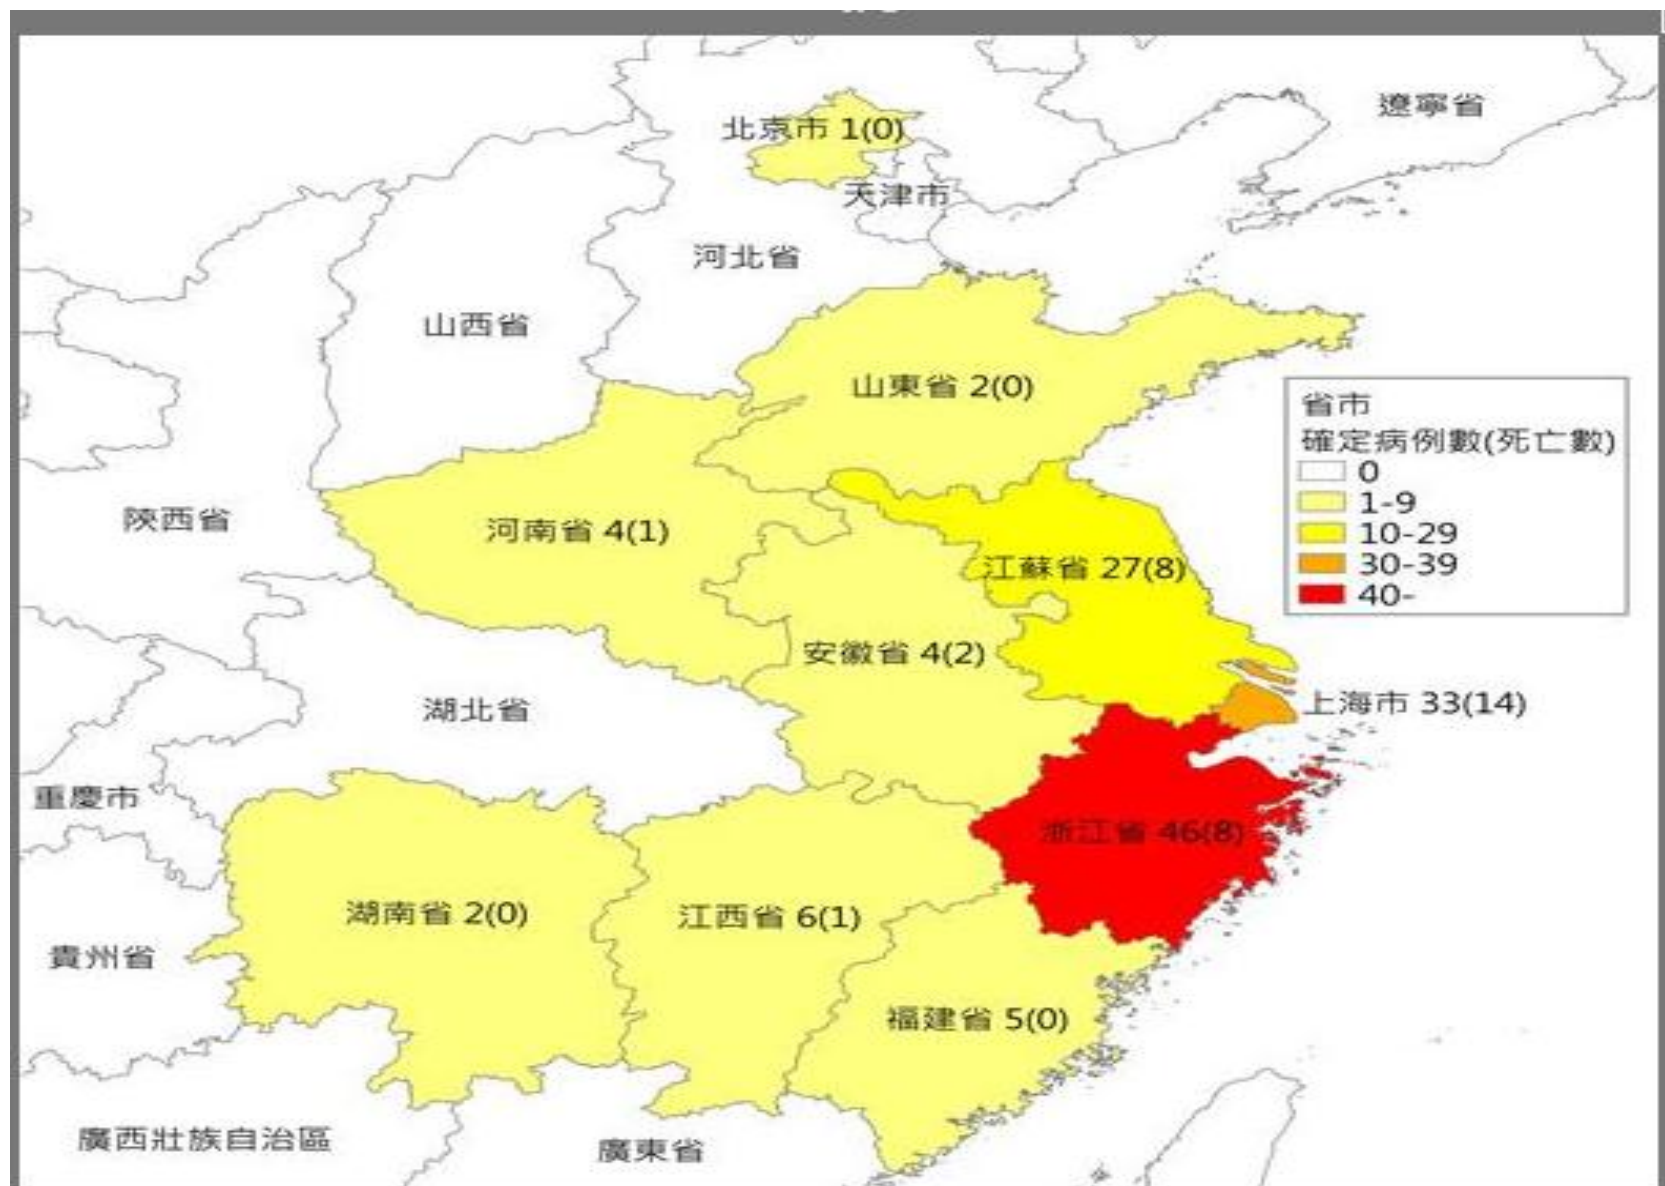 遼寧省
北京市 1(0)
天津市
河北省
山西省
山東省 2(0)
省市
確定病例數(死亡數)
0
1-9
10-29
30-39
40-
陝西省
河南省 4(1)
江蘇省 27(8)
安徽省 4(2)
上海市 33(14)
湖北省
重慶市
浙江省 46(8)
湖南省 2(0)
江西省 6(1)
貴州省
福建省 5(0)
廣西壯族自治區
廣東省